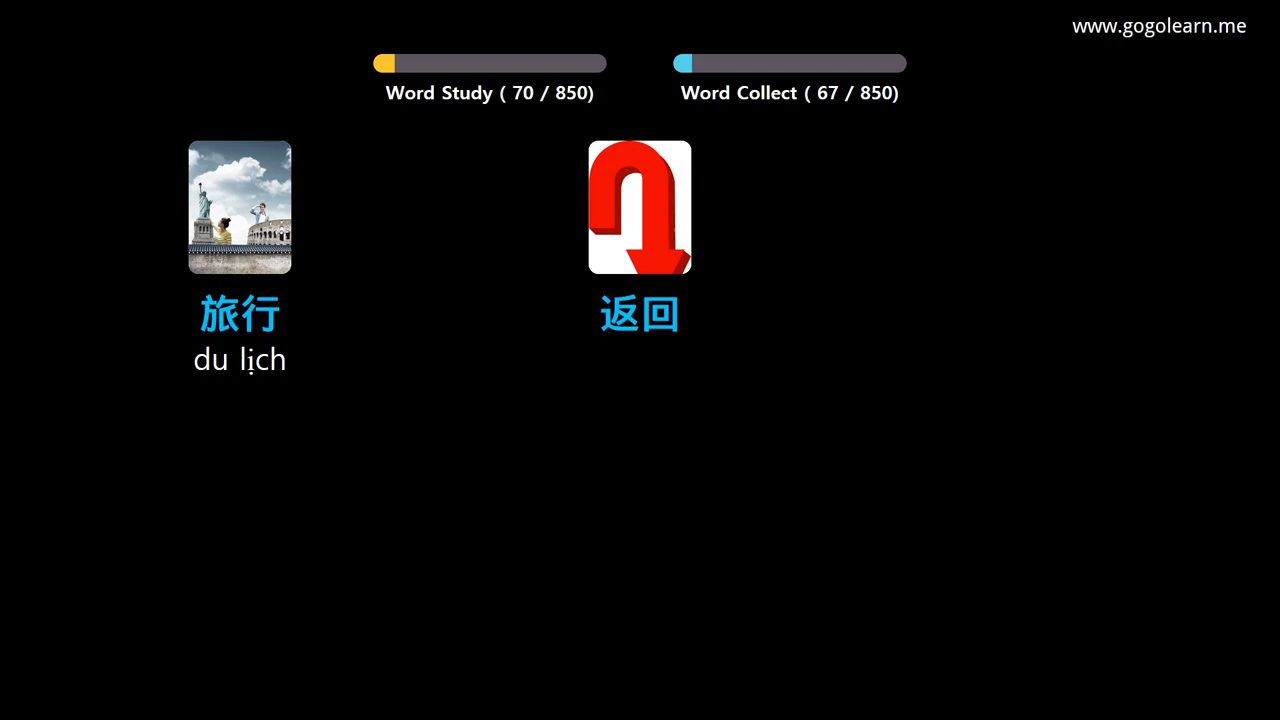 www.gogolearn.me
Word Study ( 70 / 850)
Word Collect ( 67 / 850)
旅行
返回
du lịch